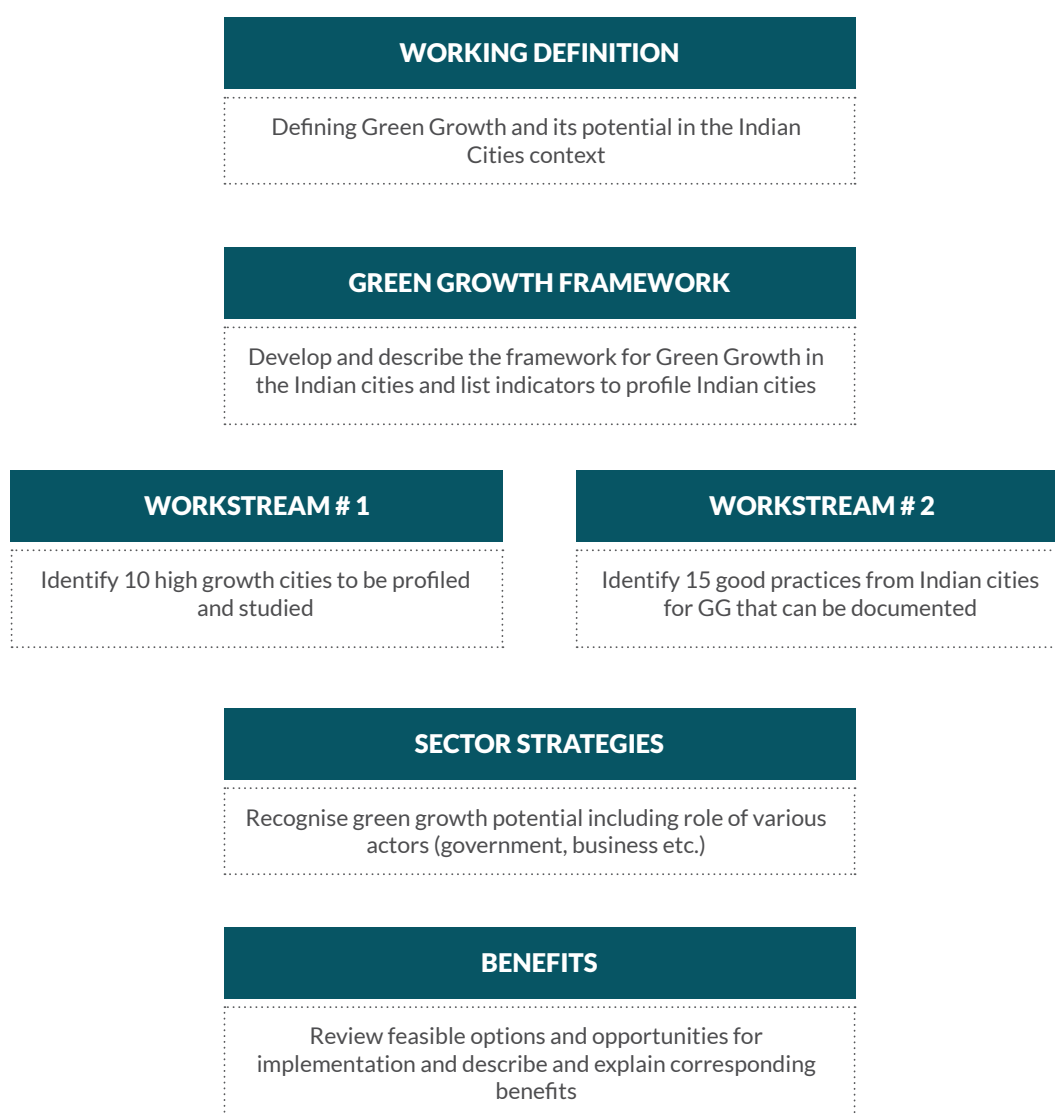 WORKING DEFINITION
Defining Green Growth and its potential in the Indian
Cities context
GREEN GROWTH FRAMEWORK
Develop and describe the framework for Green Growth in
the Indian cities and list indicators to profile Indian cities
WORKSTREAM # 1
Identify 10 high growth cities to be profiled
and studied
WORKSTREAM # 2
Identify 15 good practices from Indian cities
for GG that can be documented
SECTOR STRATEGIES
Recognise green growth potential including role of various
actors (government, business etc.)
BENEFITS
Review feasible options and opportunities for
implementation and describe and explain corresponding
benefits